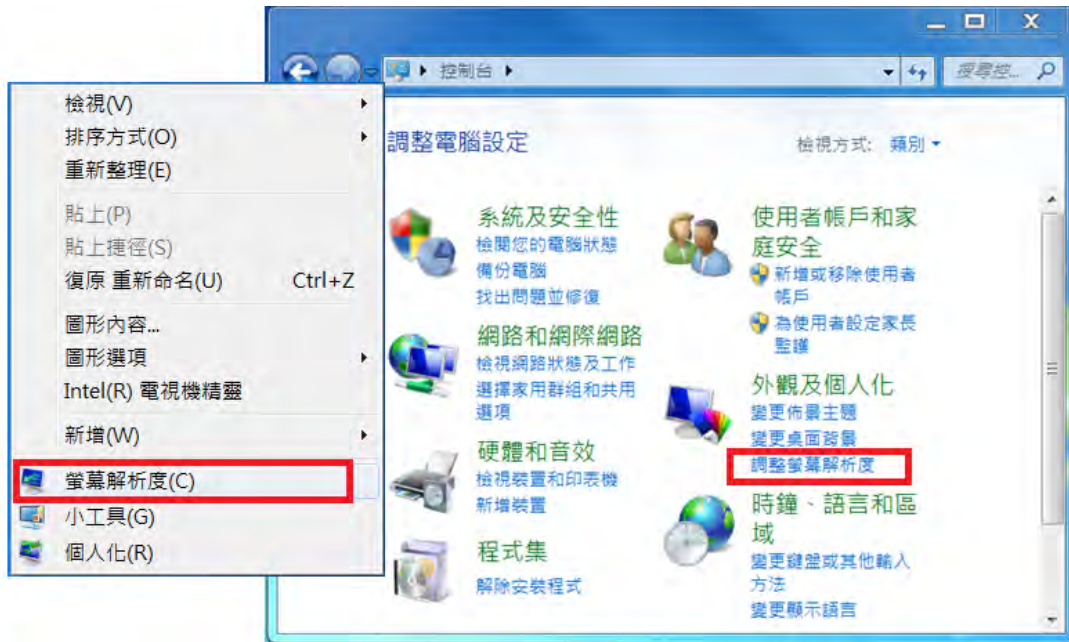 檢視(V)
排序方式(O)
重新整理(E)
貼上(P)
貼上捷徑(S)
復原 重新命名(U) Ctrl+Z
圖形內容...
圖形選項
Intel(R) 電視機精靈
新增(W)
螢幕解析度(C)
小工具(G)
個人化(R)
控制台
搜尋控...
調整電腦設定
檢視方式: 類別
系統及安全性
檢閱您的電腦狀態
備份電腦
找出問題並修復
網路和網際網路
檢視網路狀態及工作
選擇家用群組和共用
選項
硬體和音效
檢視裝置和印表機
新增裝置
程式集
解除安裝程式
使用者帳戶和家
庭安全
新增或移除使用者
帳戶
為使用者設定家長
監護
外觀及個人化
變更佈景主題
變更桌面背景
調整螢幕解析度
時鐘、語言和區
域
變更鍵盤或其他輸入
方法
變更顯示語言